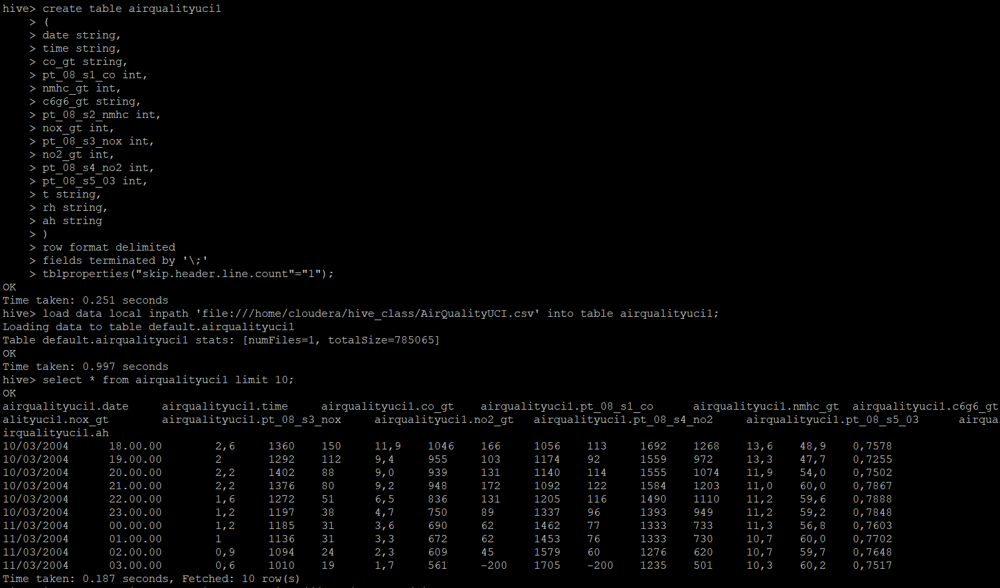 hive> create table airqualityuci1
    > (
    > date string,
    > time string,
    > co_gt string,
    > pt_08_s1_co int,
    > nmhc_gt int,
    > c6g6_gt string,
    > pt_08_s2_nmhc int,
    > nox_gt int,
    > pt_08_s3_nox int,
    > no2_gt int,
    > pt_08_s4_no2 int,
    > pt_08_s5_03 int,
    > t string,
    > rh string,
    > ah string
    > )
    > row format delimited
    > fields terminated by '\;'
    > tblproperties("skip.header.line.count"="1");
OK
Time taken: 0.251 seconds
hive> load data local inpath 'file:///home/cloudera/hive_class/AirQualityUCI.csv' into table airqualityuci1;
Loading data to table default.airqualityuci1
Table default.airqualityuci1 stats: [numFiles=1, totalSize=785065]
OK
Time taken: 0.997 seconds
hive> select * from airqualityuci1 limit 10;
OK
airqualityuci1.date     airqualityuci1.time     airqualityuci1.co_gt    airqualityuci1.pt_08_s1_co      airqualityuci1.nmhc_gt  airqualityuci1.c6g6_gt
alityuci1.nox_gt        airqualityuci1.pt_08_s3_nox     airqualityuci1.no2_gt   airqualityuci1.pt_08_s4_no2     airqualityuci1.pt_08_s5_03      airqua
irqualityuci1.ah
10/03/2004      18.00.00        2,6     1360    150     11,9    1046    166     1056    113     1692    1268    13,6    48,9    0,7578
10/03/2004      19.00.00        2       1292    112     9,4     955     103     1174    92      1559    972     13,3    47,7    0,7255
10/03/2004      20.00.00        2,2     1402    88      9,0     939     131     1140    114     1555    1074    11,9    54,0    0,7502
10/03/2004      21.00.00        2,2     1376    80      9,2     948     172     1092    122     1584    1203    11,0    60,0    0,7867
10/03/2004      22.00.00        1,6     1272    51      6,5     836     131     1205    116     1490    1110    11,2    59,6    0,7888
10/03/2004      23.00.00        1,2     1197    38      4,7     750     89      1337    96      1393    949     11,2    59,2    0,7848
11/03/2004      00.00.00        1,2     1185    31      3,6     690     62      1462    77      1333    733     11,3    56,8    0,7603
11/03/2004      01.00.00        1       1136    31      3,3     672     62      1453    76      1333    730     10,7    60,0    0,7702
11/03/2004      02.00.00        0,9     1094    24      2,3     609     45      1579    60      1276    620     10,7    59,7    0,7648
11/03/2004      03.00.00        0,6     1010    19      1,7     561     -200    1705    -200    1235    501     10,3    60,2    0,7517
Time taken: 0.187 seconds, Fetched: 10 row(s)